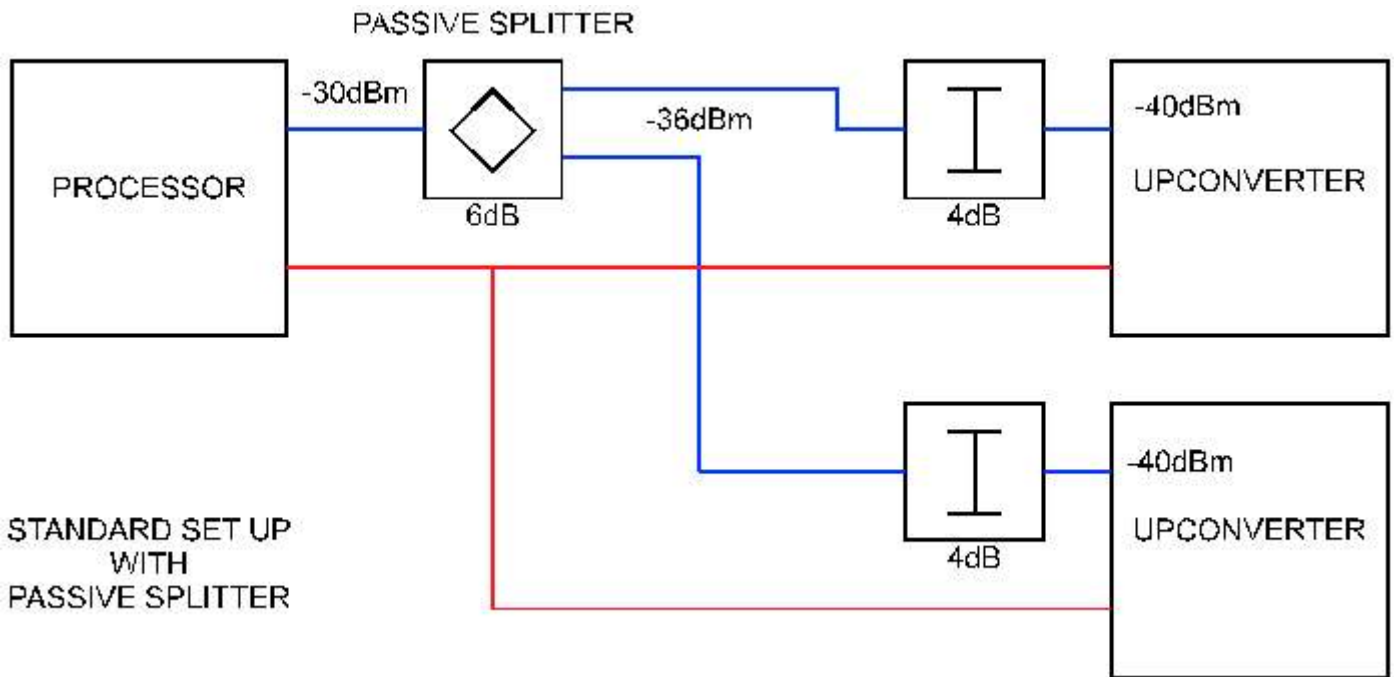 PASSIVE SPLITTER
-30dBm
-36dBm
-40dBm
PROCESSOR
UPCONVERTER
6dB
4dB
-40dBm
UPCONVERTER
4dB
STANDARD SET UP
WITH
PASSIVE SPLITTER